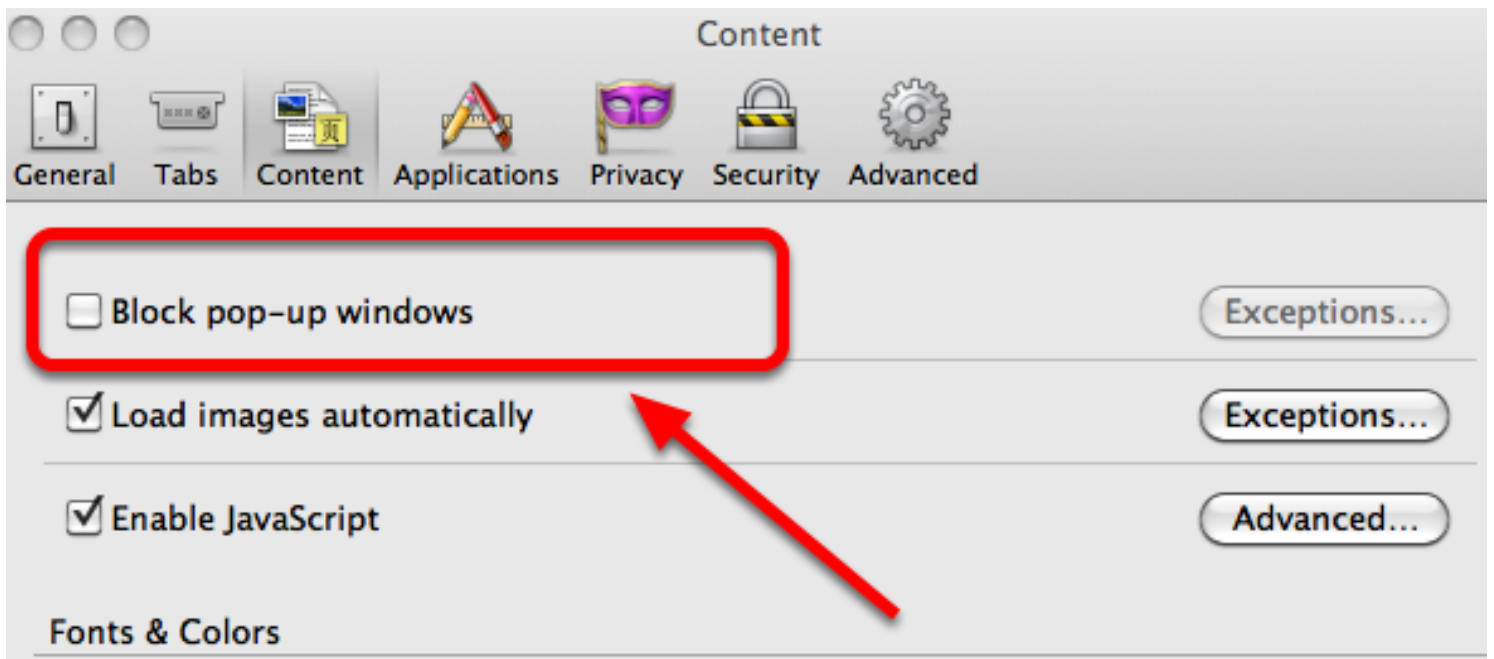 Content
General Tabs Content Applications Privacy Security Advanced
Block pop-up windows Exceptions...
Load images automatically Exceptions...
Enable JavaScript Advanced...
Fonts & Colors